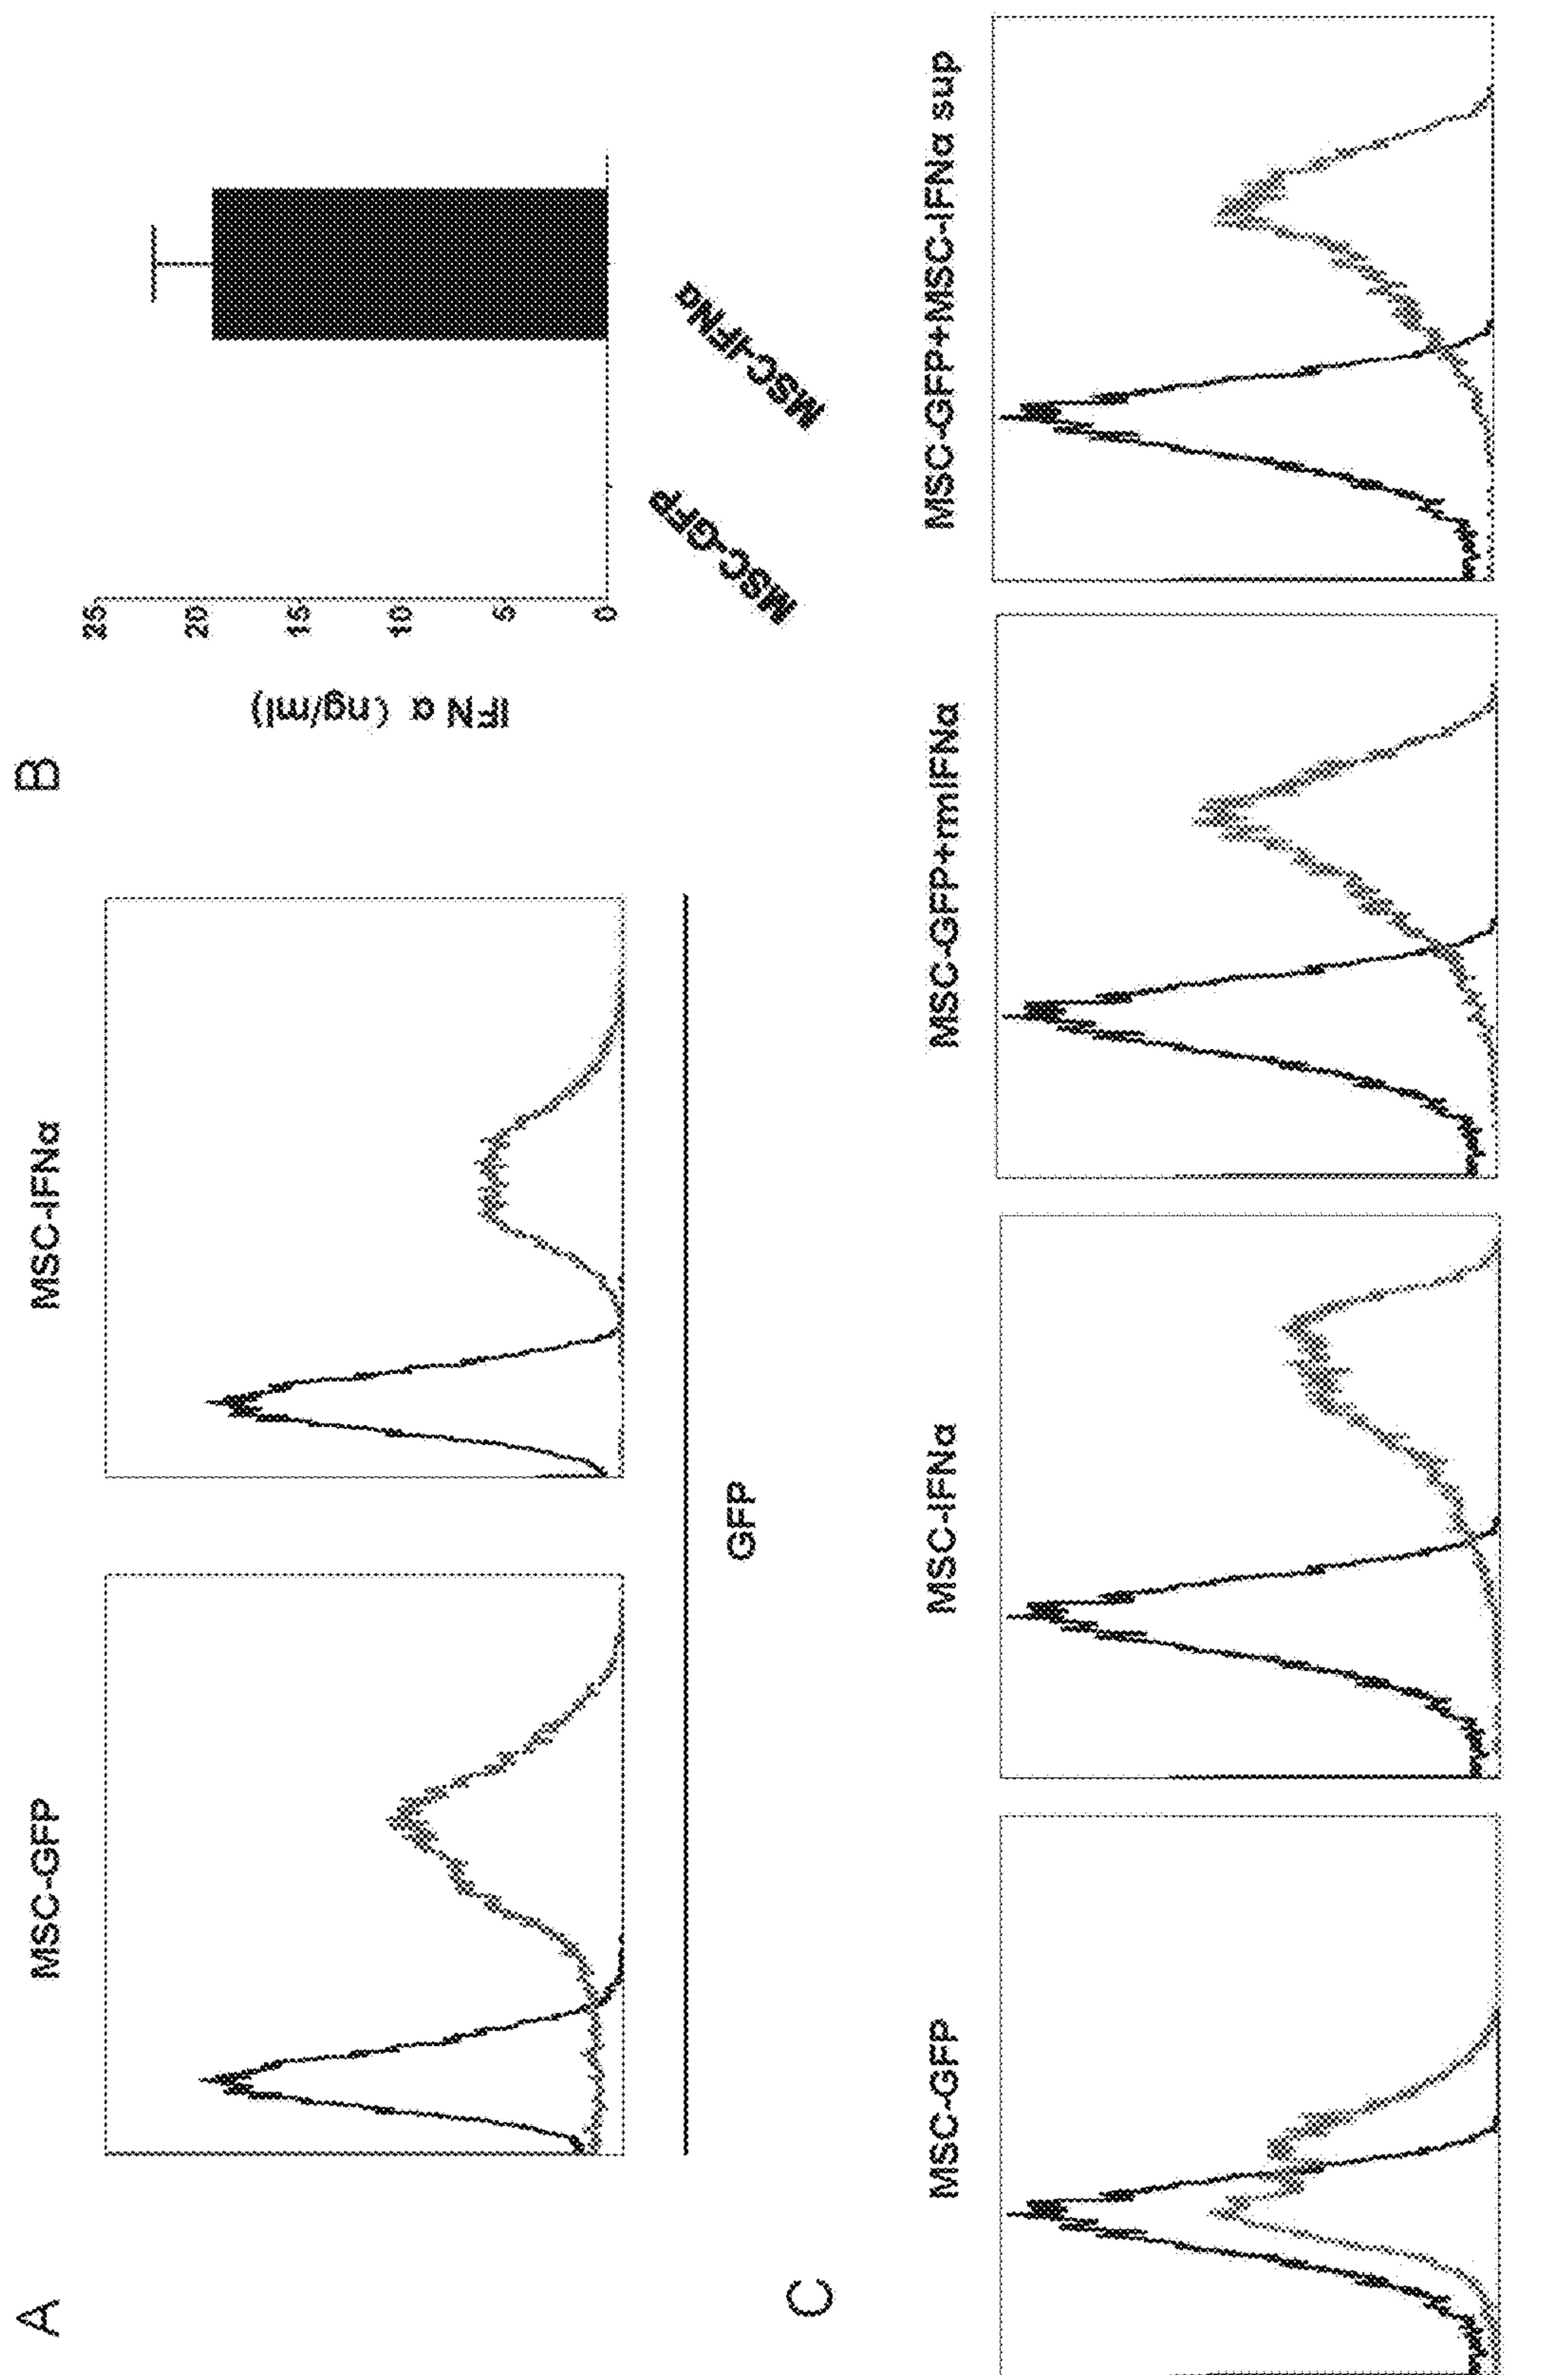 A
MSC-GFP
MSC-IFNα
GFP
B
IFN α (ng/ml)
25
20
15
10
5
0
MSC-GFP
MSC-IFNα
C
MSC-GFP
MSC-IFNα
MSC-GFP+rmIFNα
MSC-GFP+MSC-IFNα sup